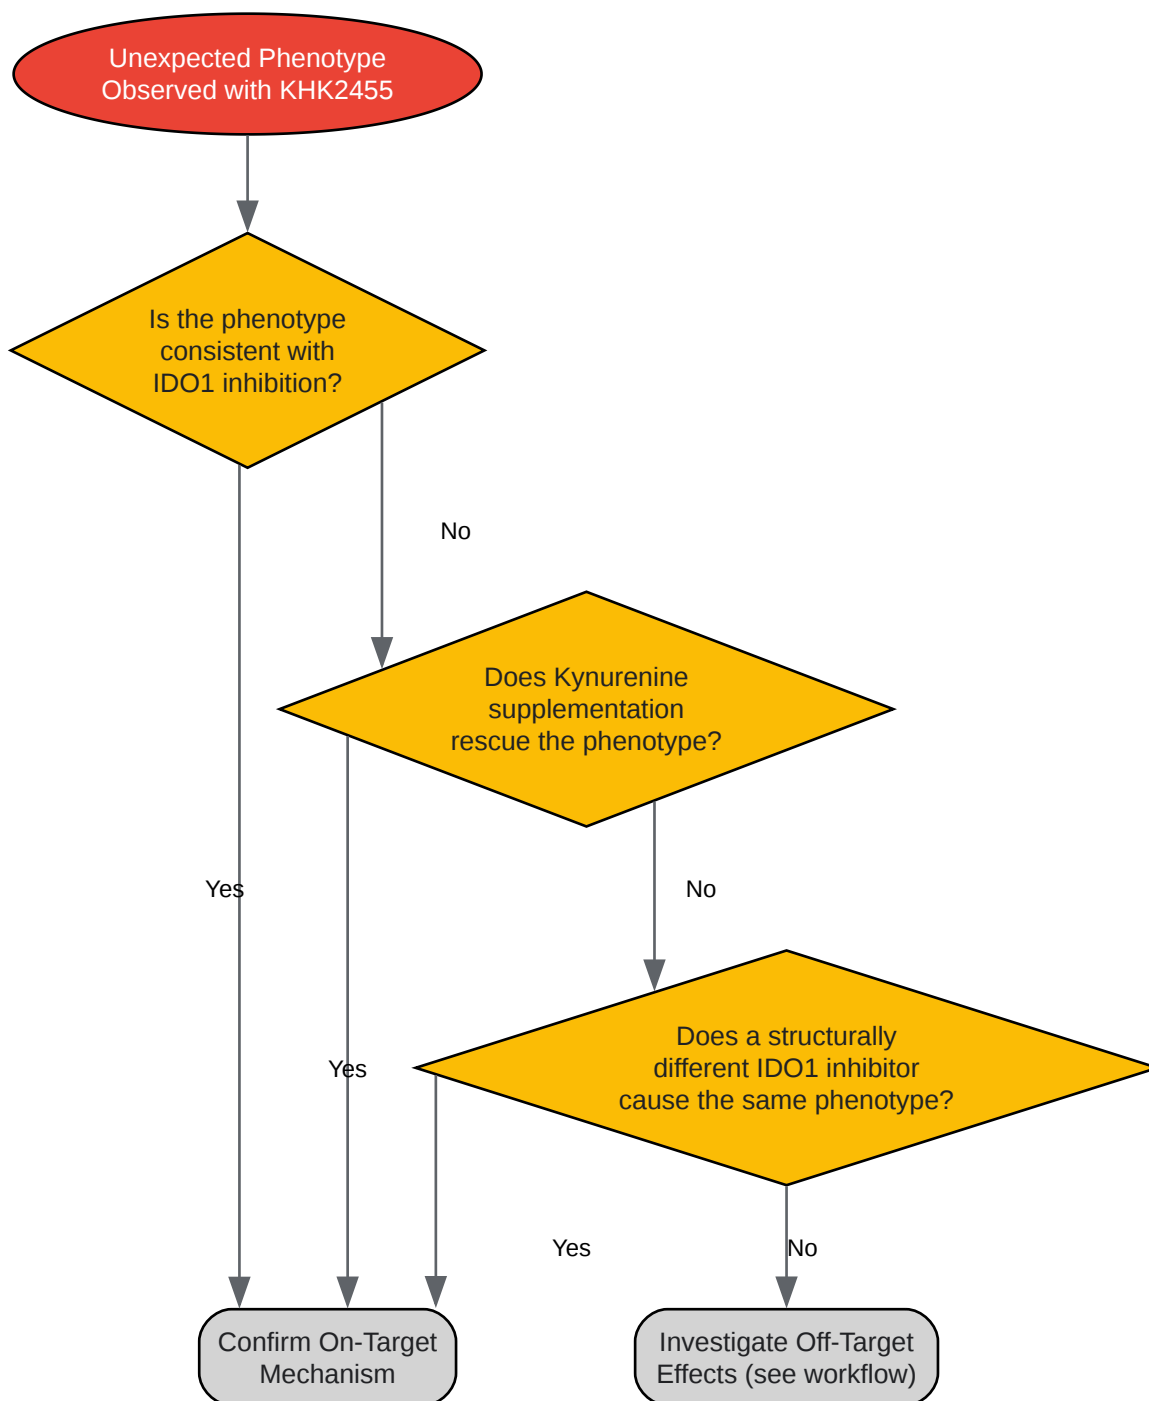 Unexpected Phenotype
Observed with KHK2455
Is the phenotype
consistent with
IDO1 inhibition?
No
Does Kynurenine
supplementation
rescue the phenotype?
Yes
No
Does a structurally
different IDO1 inhibitor
cause the same phenotype?
Yes
Yes
No
Confirm On-Target
Mechanism
Investigate Off-Target
Effects (see workflow)